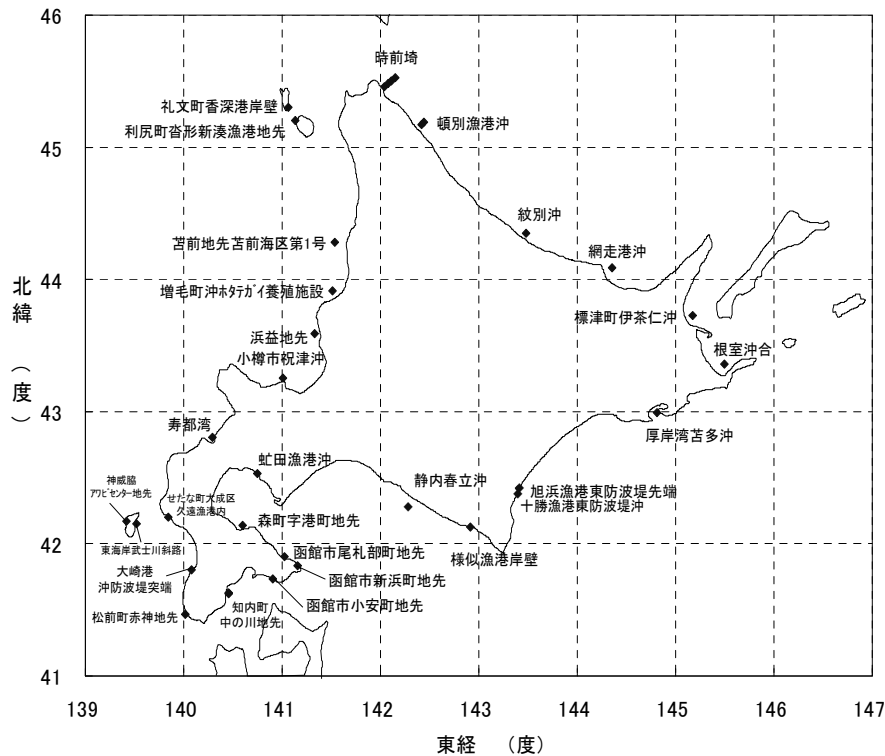 46
時前埼
礼文町香深港岸壁
利尻町沓形新湊漁港地先
頓別漁港沖
45
紋別沖
苫前地先苫前海区第1号
網走港沖
44
増毛町沖ﾎﾀﾃｶﾞｲ養殖施設
標津町伊茶仁沖
浜益地先
小樽市祝津沖
根室沖合
43
寿都湾
厚岸湾苫多沖
虻田漁港沖
静内春立沖
神威脇
ｱﾜﾋﾞｾﾝﾀｰ地先
せたな町大成区
久遠漁港内
旭浜漁港東防波堤先端
十勝漁港東防波堤沖
森町字港町地先
42
東海岸武士川斜路
様似漁港岸壁
函館市尾札部町地先
大崎港
沖防波堤突端
函館市新浜町地先
知内町
中の川地先
函館市小安町地先
松前町赤神地先
41
139
140
141
142
143
144
145
146
147
北緯 (度)
東経 (度)